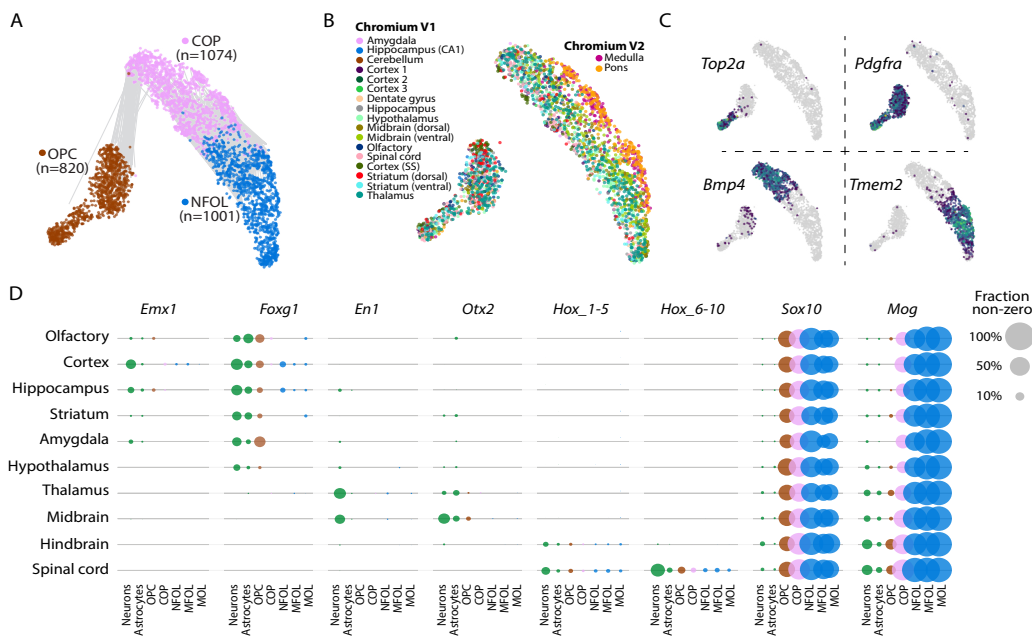 A
COP
(n=1074)
OPC
(n=820)
NFOL
(n=1001)
B
Chromium V1
Amygdala
Hippocampus (CA1)
Cerebellum
Cortex 1
Cortex 2
Cortex 3
Dentate gyrus
Hippocampus
Hypothalamus
Midbrain (dorsal)
Midbrain (ventral)
Olfactory
Spinal cord
Cortex (SS)
Striatum (dorsal)
Striatum (ventral)
Thalamus
Chromium V2
Medulla
Pons
C
Top2a
Pdgfra
Bmp4
Tmem2
D
Emx1 Foxg1 En1 Otx2 Hox_1-5 Hox_6-10 Sox10 Mog
Fraction
non-zero
100%
50%
10%
Olfactory
Cortex
Hippocampus
Striatum
Amygdala
Hypothalamus
Thalamus
Midbrain
Hindbrain
Spinal cord
Neurons Astrocytes OPC COP NFOL MFOL MOL
Neurons Astrocytes OPC COP NFOL MFOL MOL
Neurons Astrocytes OPC COP NFOL MFOL MOL
Neurons Astrocytes OPC COP NFOL MFOL MOL
Neurons Astrocytes OPC COP NFOL MFOL MOL
Neurons Astrocytes OPC COP NFOL MFOL MOL
Neurons Astrocytes OPC COP NFOL MFOL MOL
Neurons Astrocytes OPC COP NFOL MFOL MOL